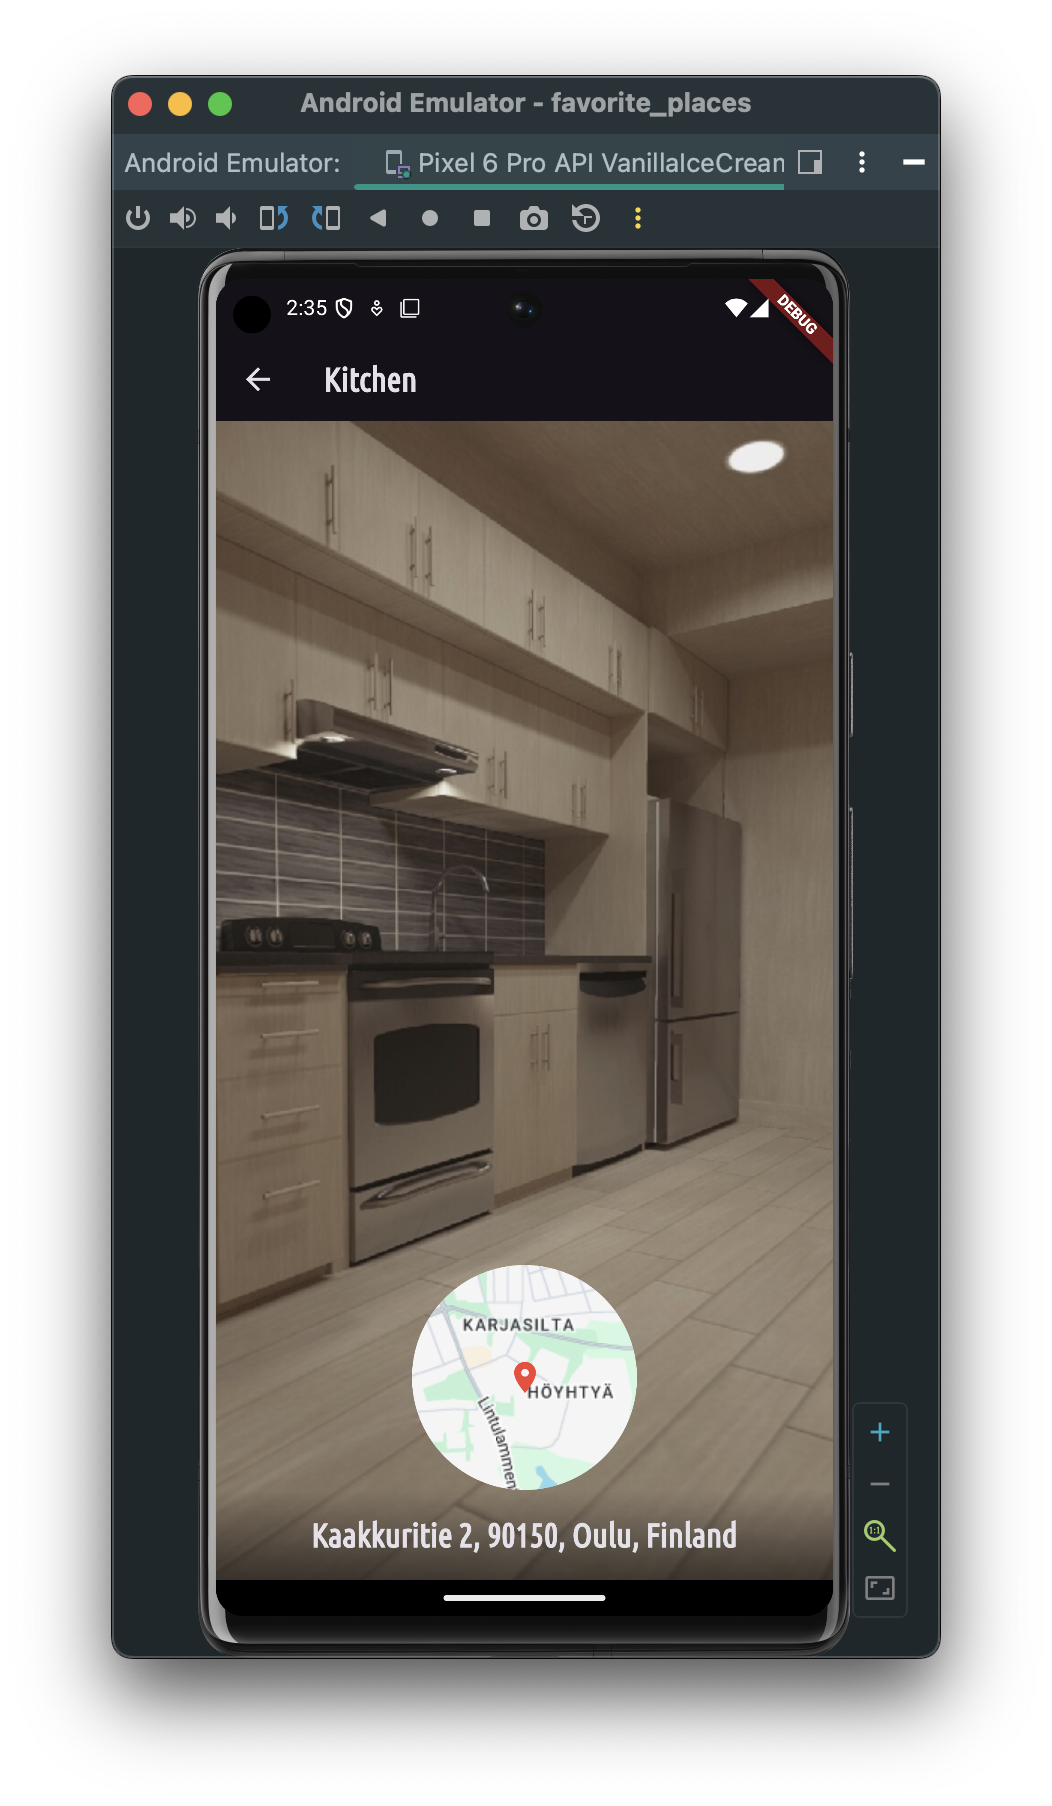 Android Emulator - favorite_places
Android Emulator:
Pixel 6 Pro API VanillaIceCrean
2:35
DEBUG
Kitchen
KARJASILTA
HÖYHTYÄ
Lintulammen
Kaakkuritie 2, 90150, Oulu, Finland
1:1